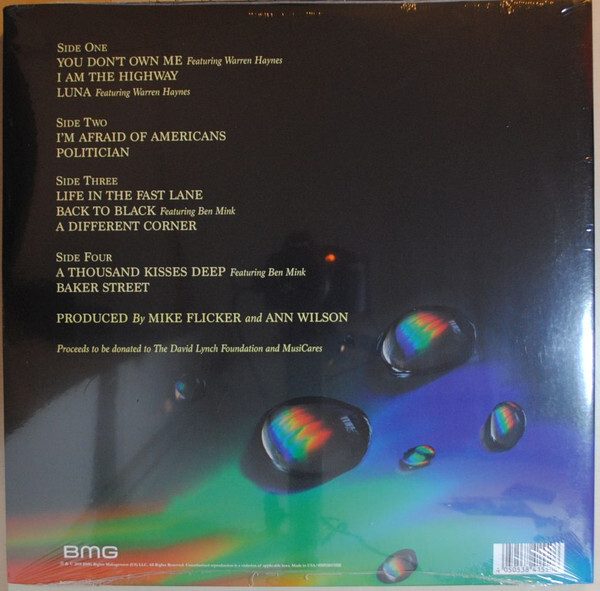 SIDE ONE
YOU DON'T OWN ME Featuring Warren Haynes
I AM THE HIGHWAY
LUNA Featuring Warren Haynes
SIDE TWO
I'M AFRAID OF AMERICANS
POLITICIAN
SIDE THREE
LIFE IN THE FAST LANE
BACK TO BLACK Featuring Ben Mink
A DIFFERENT CORNER
SIDE FOUR
A THOUSAND KISSES DEEP Featuring Ben Mink
BAKER STREET
PRODUCED By MIKE FLICKER and ANN WILSON
Proceeds to be donated to The David Lynch Foundation and MusiCares
BMG